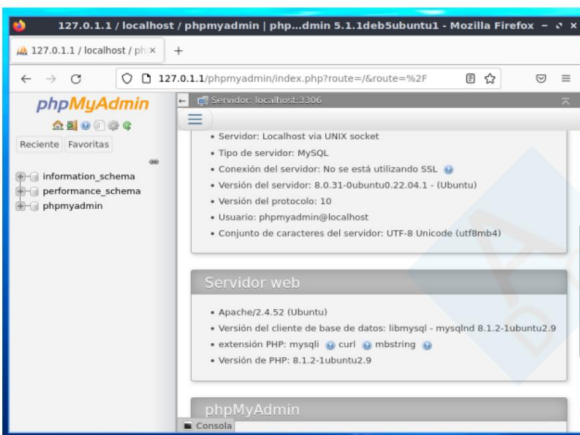 127.0.1.1 / localhost / phpmyadmin | php...dmin 5.1.1deb5ubuntu1 - Mozilla Firefox
127.0.1.1 / localhost / ph
127.0.1.1/phpmyadmin/index.php?route=/&route=%2F
phpMyAdmin
Reciente Favoritas
information_schema
performance_schema
phpmyadmin
Servidor: localhost:3306
Servidor: Localhost via UNIX socket
Tipo de servidor: MySQL
Conexión del servidor: No se está utilizando SSL
Versión del servidor: 8.0.31-0ubuntu0.22.04.1 - (Ubuntu)
Versión del protocolo: 10
Usuario: phpmyadmin@localhost
Conjunto de caracteres del servidor: UTF-8 Unicode (utf8mb4)
Servidor web
Apache/2.4.52 (Ubuntu)
Versión del cliente de base de datos: libmysql - mysqlnd 8.1.2-1ubuntu2.9
extensión PHP: mysqli curl mbstring
Versión de PHP: 8.1.2-1ubuntu2.9
phpMyAdmin
Consola